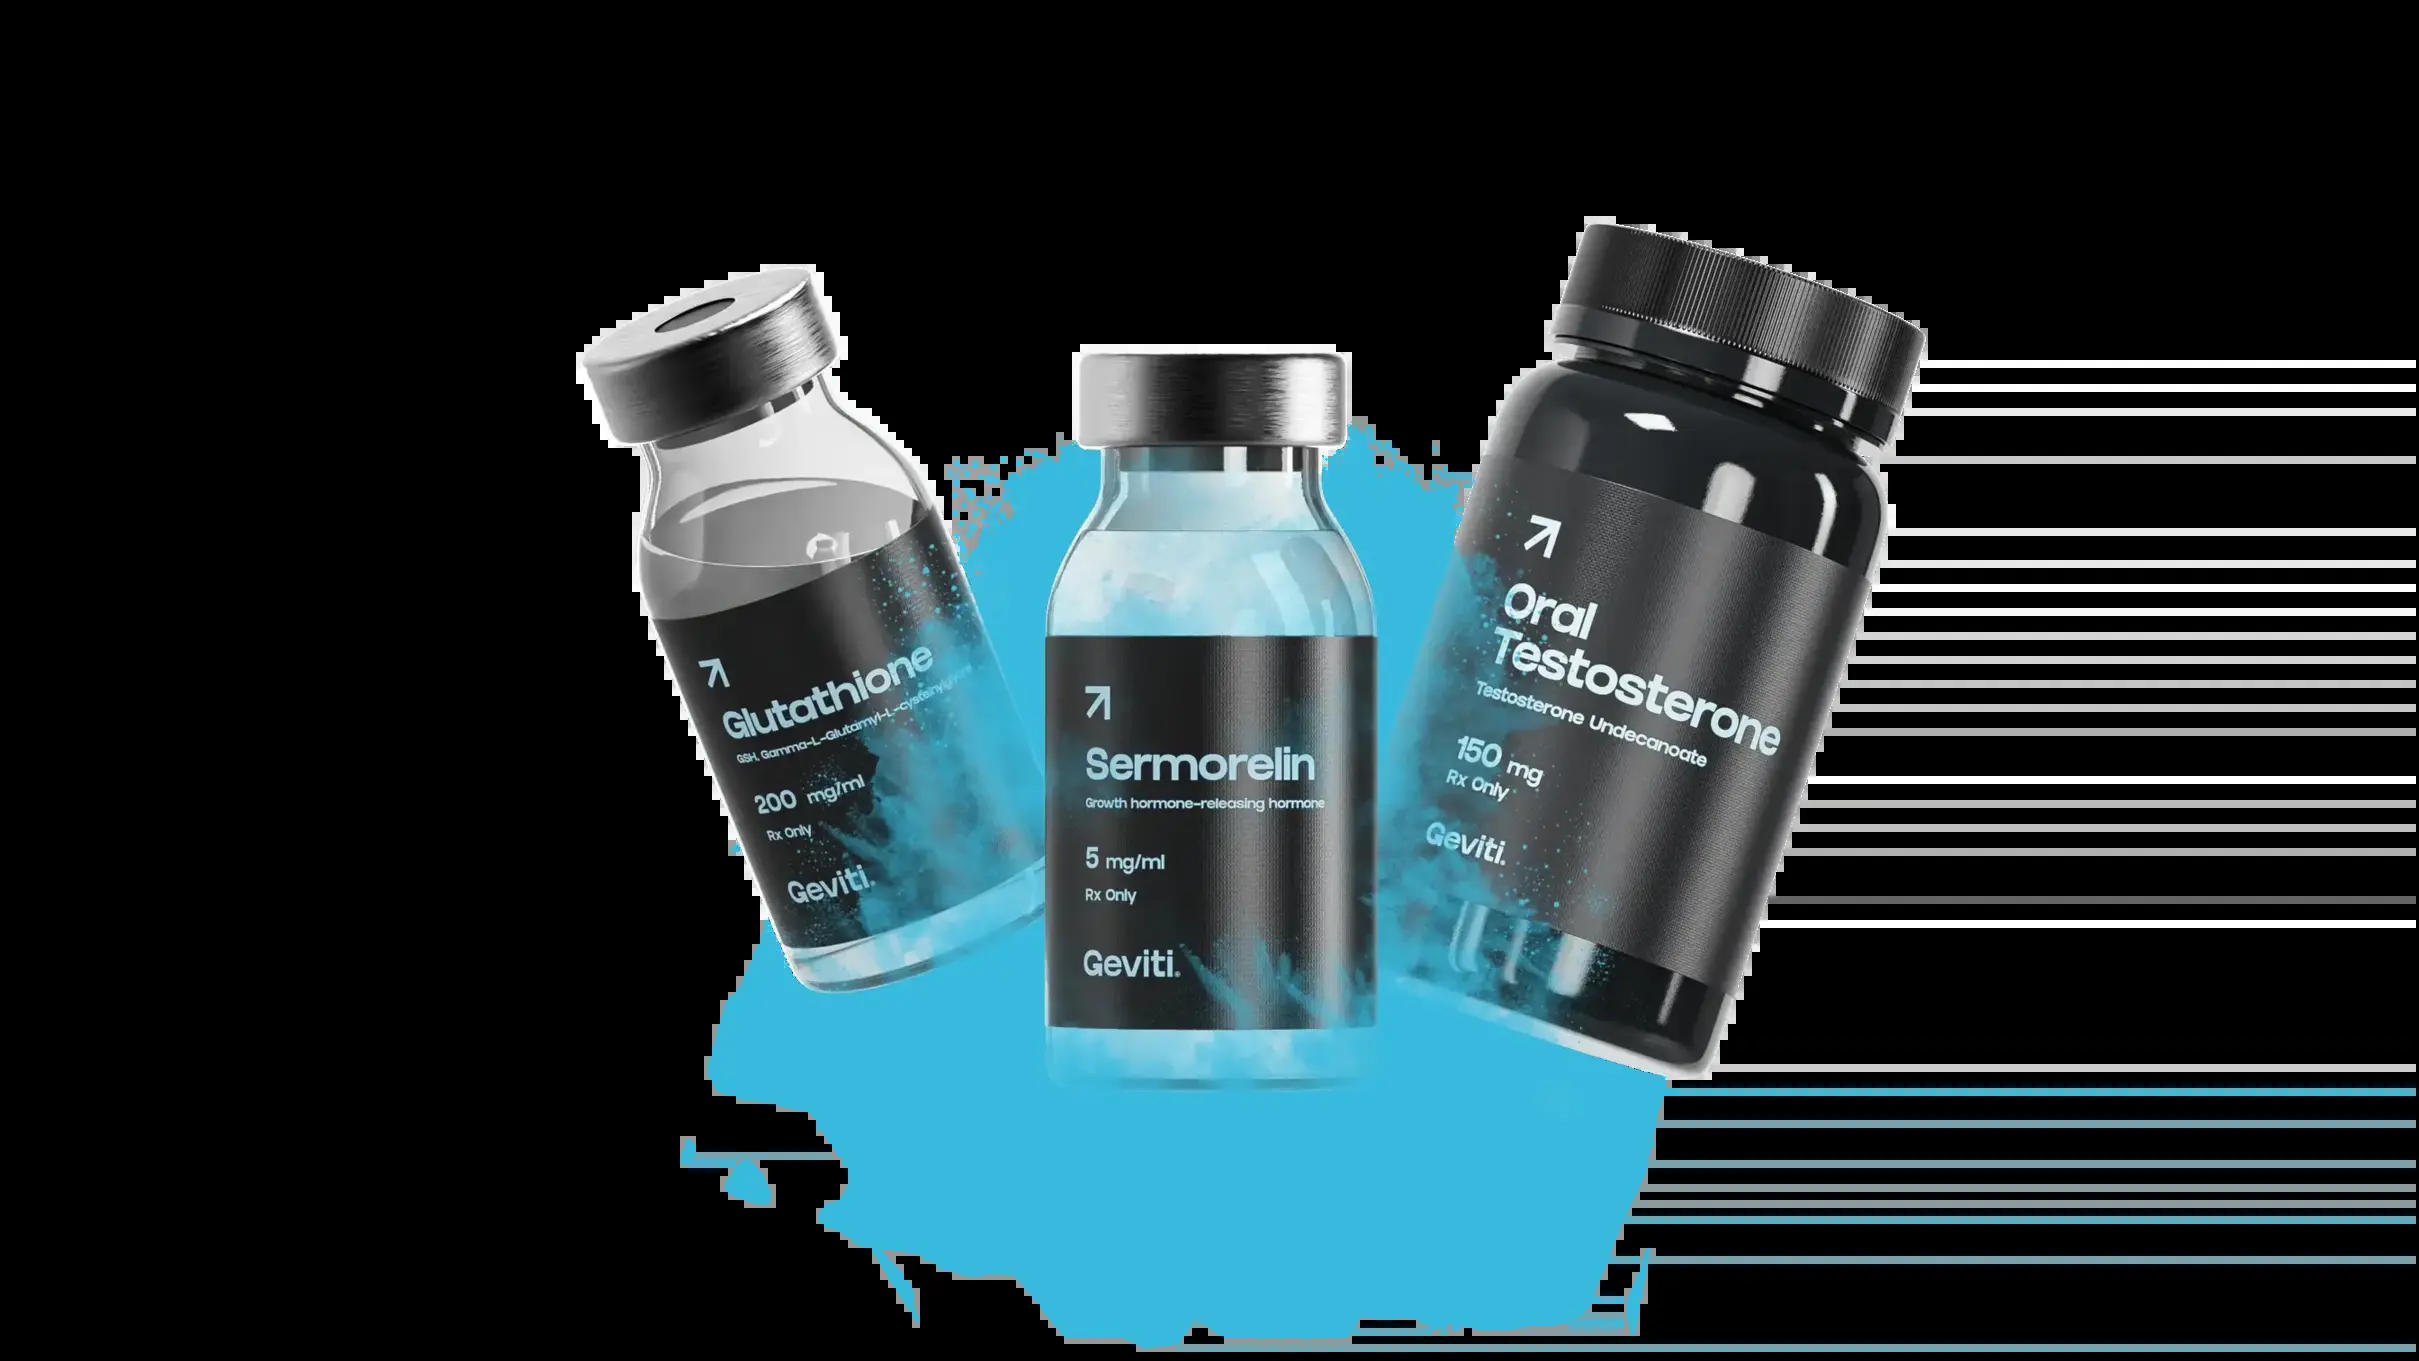 Glutathione
GSH, Gamma-L-Glutamyl-L-cysteinylglycine
200 mg/ml
Rx Only
Geviti.
Sermorelin
Growth hormone-releasing hormone
5 mg/ml
Rx Only
Geviti.
Oral
Testosterone
Testosterone Undecanoate
150 mg
Rx Only
Geviti.